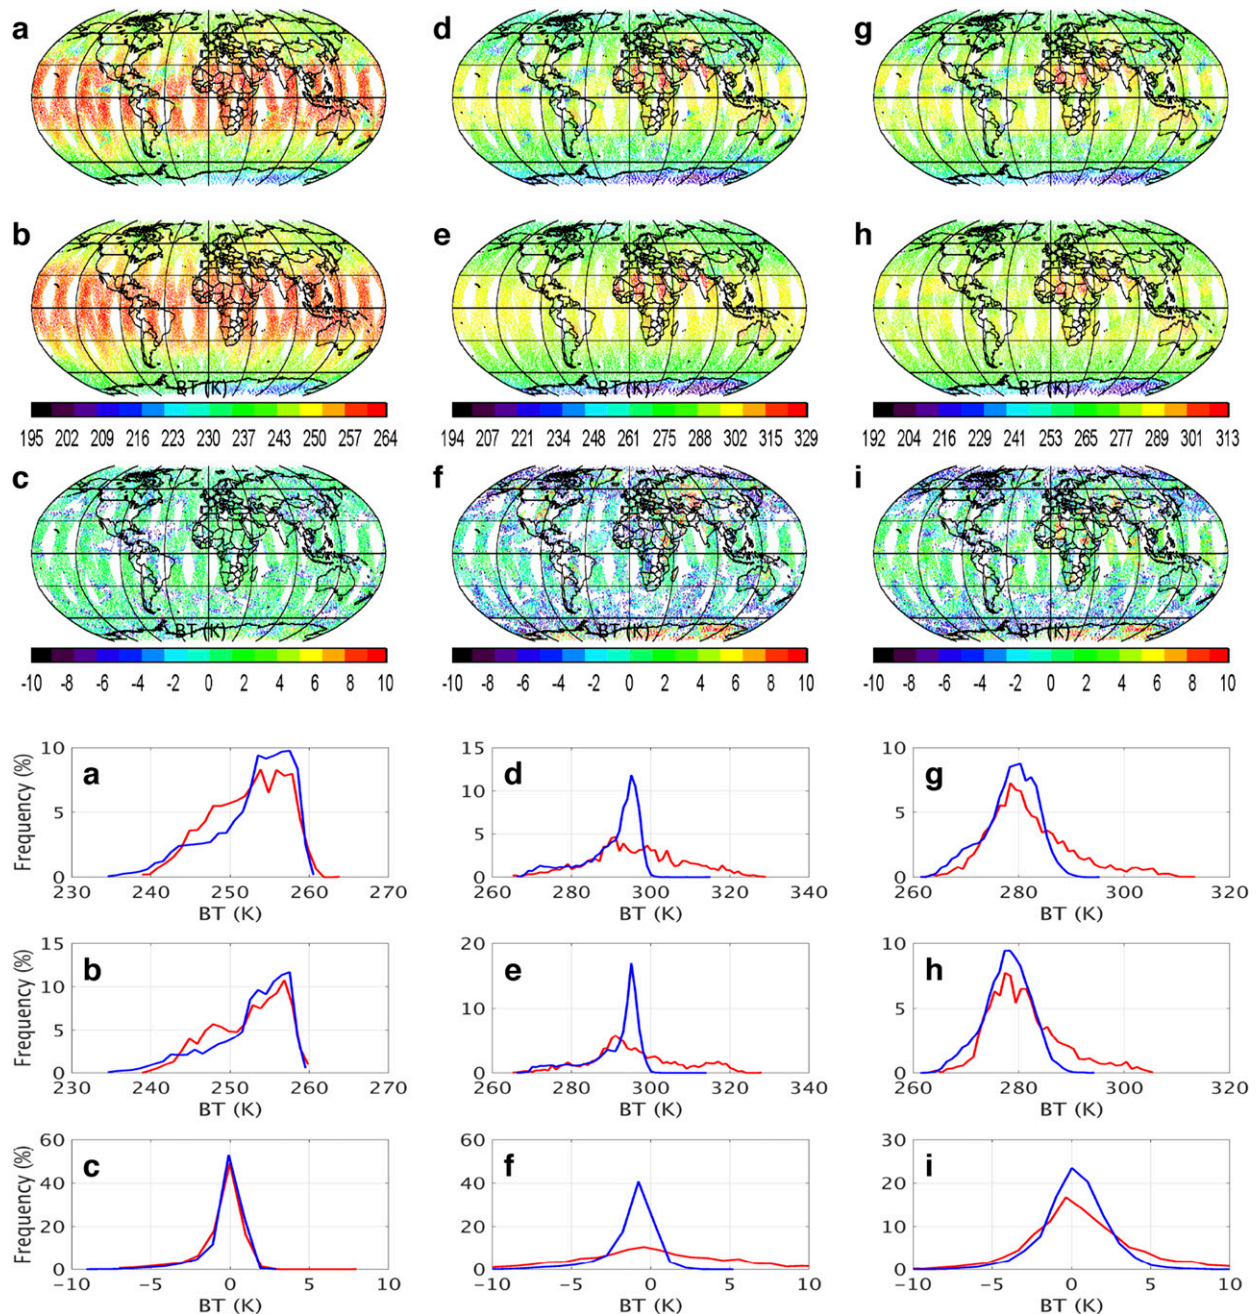 a d g
b e h
BT (K) BT (K) BT (K)
195 202 209 216 223 230 237 243 250 257 264
194 207 221 234 248 261 275 288 302 315 329
192 204 216 229 241 253 265 277 289 301 313
c f i
BT (K) BT (K) BT (K)
-10 -8 -6 -4 -2 0 2 4 6 8 10
-10 -8 -6 -4 -2 0 2 4 6 8 10
-10 -8 -6 -4 -2 0 2 4 6 8 10
Frequency (%)
10
5
0
a
230 240 250 260 270
BT (K)
15
10
5
0
d
260 280 300 320 340
BT (K)
10
5
0
g
260 280 300 320
BT (K)
Frequency (%)
15
10
5
0
b
230 240 250 260 270
BT (K)
20
10
0
e
260 280 300 320 340
BT (K)
10
5
0
h
260 280 300 320
BT (K)
Frequency (%)
60
40
20
0
c
−10 −5 0 5 10
BT (K)
60
40
20
0
f
−10 −5 0 5 10
BT (K)
30
20
10
0
i
−10 −5 0 5 10
BT (K)